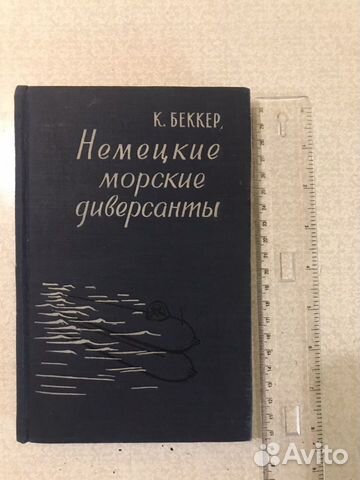 К. БЕККЕР,
Немецкие
морские
диверсанты
Avito